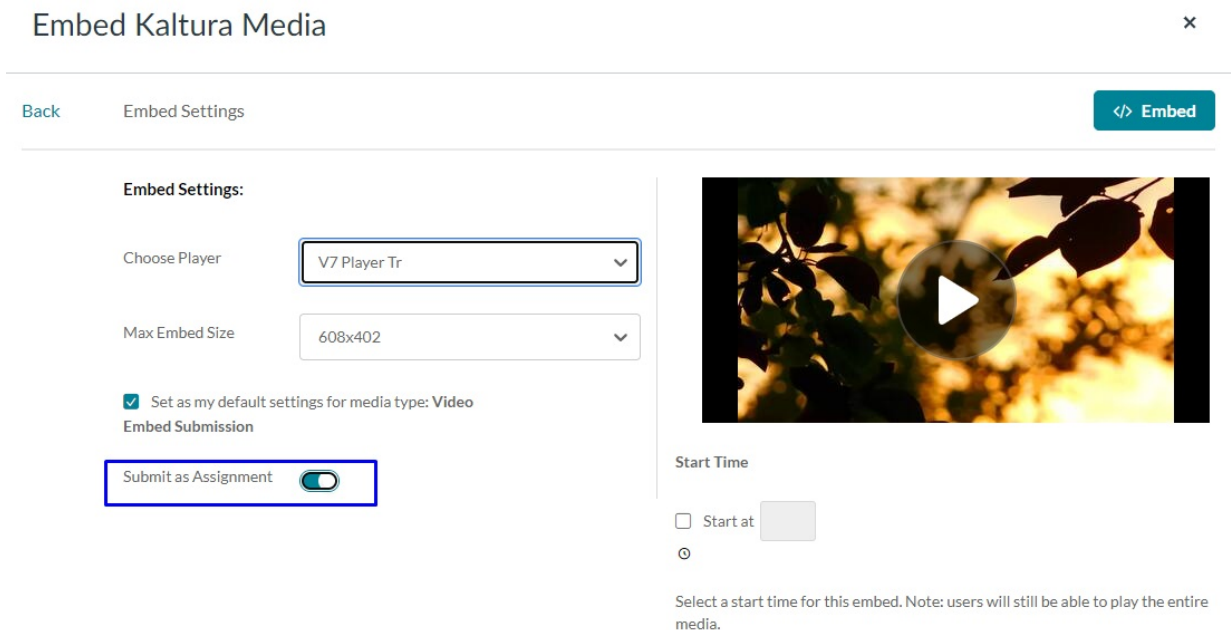 Embed Kaltura Media
×
Back
Embed Settings
</> Embed
Embed Settings:
Choose Player
V7 Player Tr
Max Embed Size
608x402
Set as my default settings for media type: Video
Embed Submission
Submit as Assignment
Start Time
Start at
Select a start time for this embed. Note: users will still be able to play the entire
media.